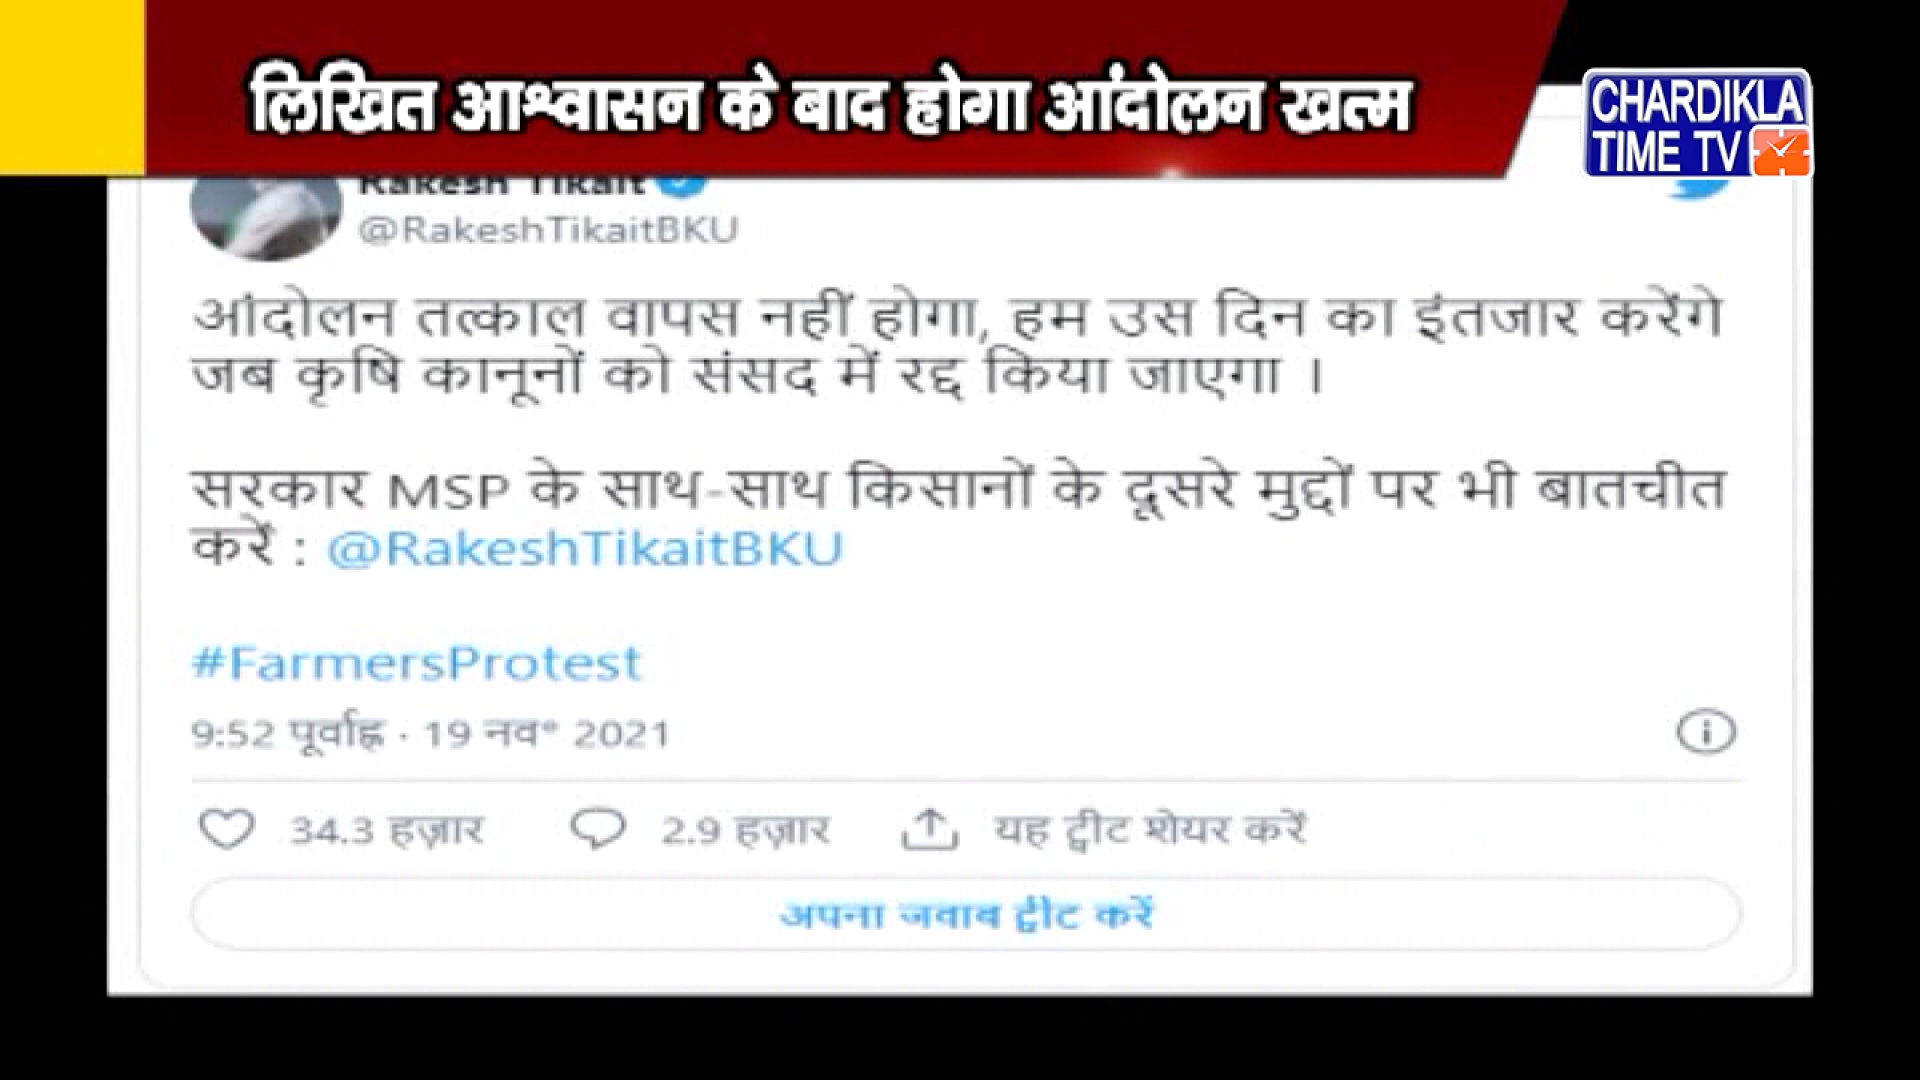 लिखित आश्वासन के बाद होगा आंदोलन खत्म
CHARDIKLA
TIME TV
Rakesh Tikait
@RakeshTikaitBKU
आंदोलन तत्काल वापस नहीं होगा, हम उस दिन का इंतजार करेंगे
जब कृषि कानूनों को संसद में रद्द किया जाएगा ।
सरकार MSP के साथ-साथ किसानों के दूसरे मुद्दों पर भी बातचीत
करें : @RakeshTikaitBKU
#FarmersProtest
9:52 पूर्वाह्न · 19 नव॰ 2021
34.3 हज़ार
2.9 हज़ार
यह ट्वीट शेयर करें
अपना जवाब ट्वीट करें